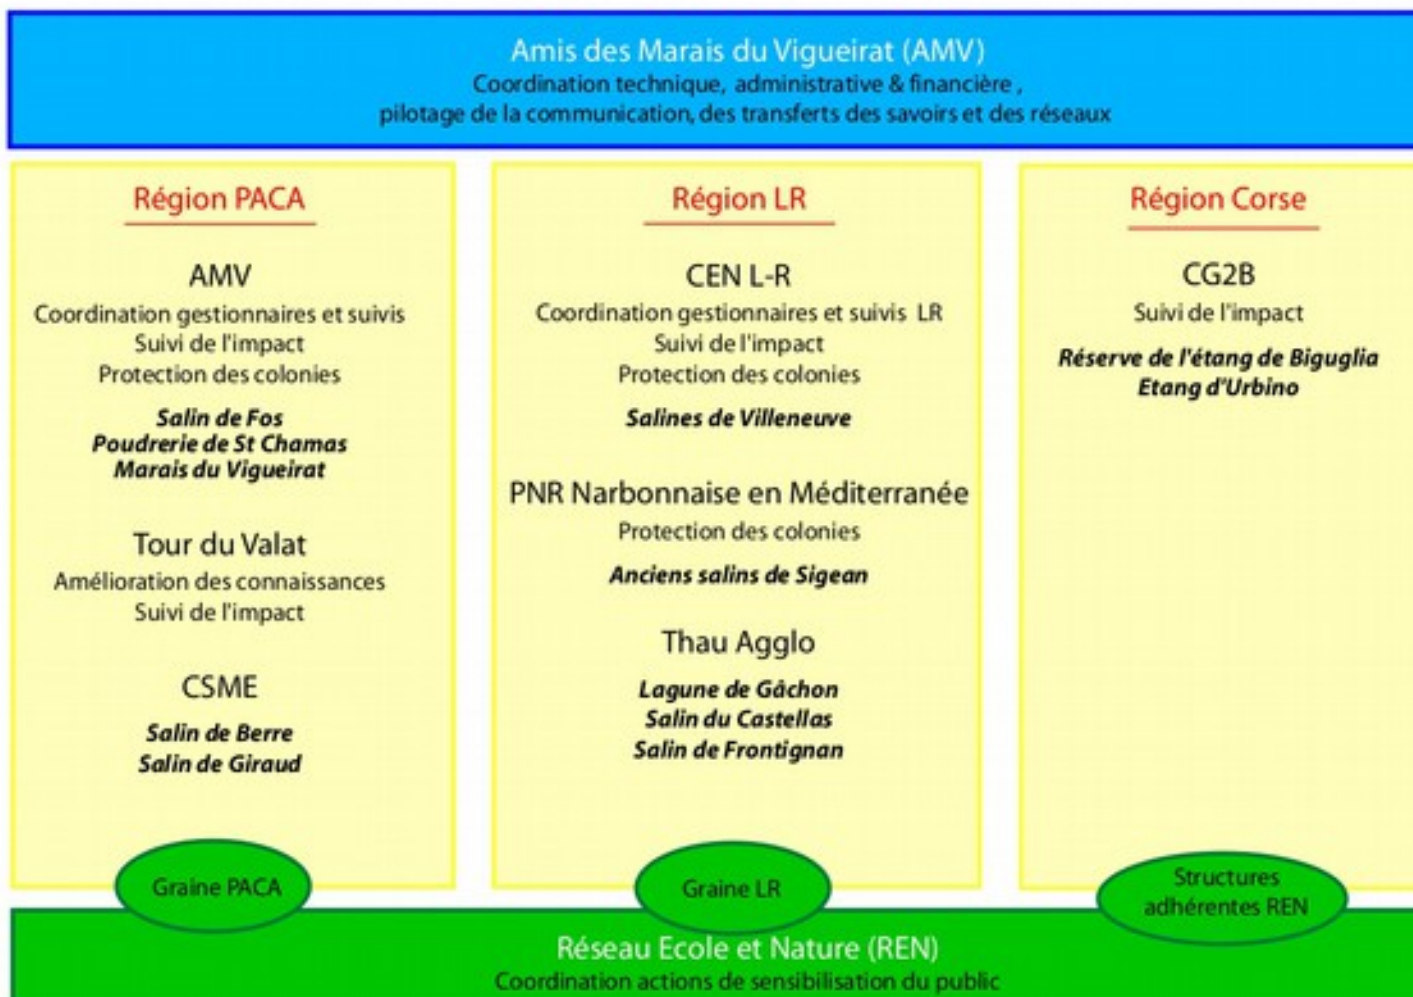 Amis des Marais du Vigueirat (AMV)
Coordination technique, administrative & financière ,
pilotage de la communication, des transferts des savoirs et des réseaux
Région PACA
AMV
Coordination gestionnaires et suivis
Suivi de l'impact
Protection des colonies
Salin de Fos
Poudrerie de St Chamas
Marais du Vigueirat
Tour du Valat
Amélioration des connaissances
Suivi de l'impact
CSME
Salin de Berre
Salin de Giraud
Graine PACA
Région LR
CEN L-R
Coordination gestionnaires et suivis LR
Suivi de l'impact
Protection des colonies
Salines de Villeneuve
PNR Narbonnaise en Méditerranée
Protection des colonies
Anciens salins de Sigean
Thau Agglo
Lagune de Gâchon
Salin du Castellas
Salin de Frontignan
Graine LR
Région Corse
CG2B
Suivi de l'impact
Réserve de l'étang de Biguglia
Etang d'Urbino
Structures
adhérentes REN
Réseau Ecole et Nature (REN)
Coordination actions de sensibilisation du public